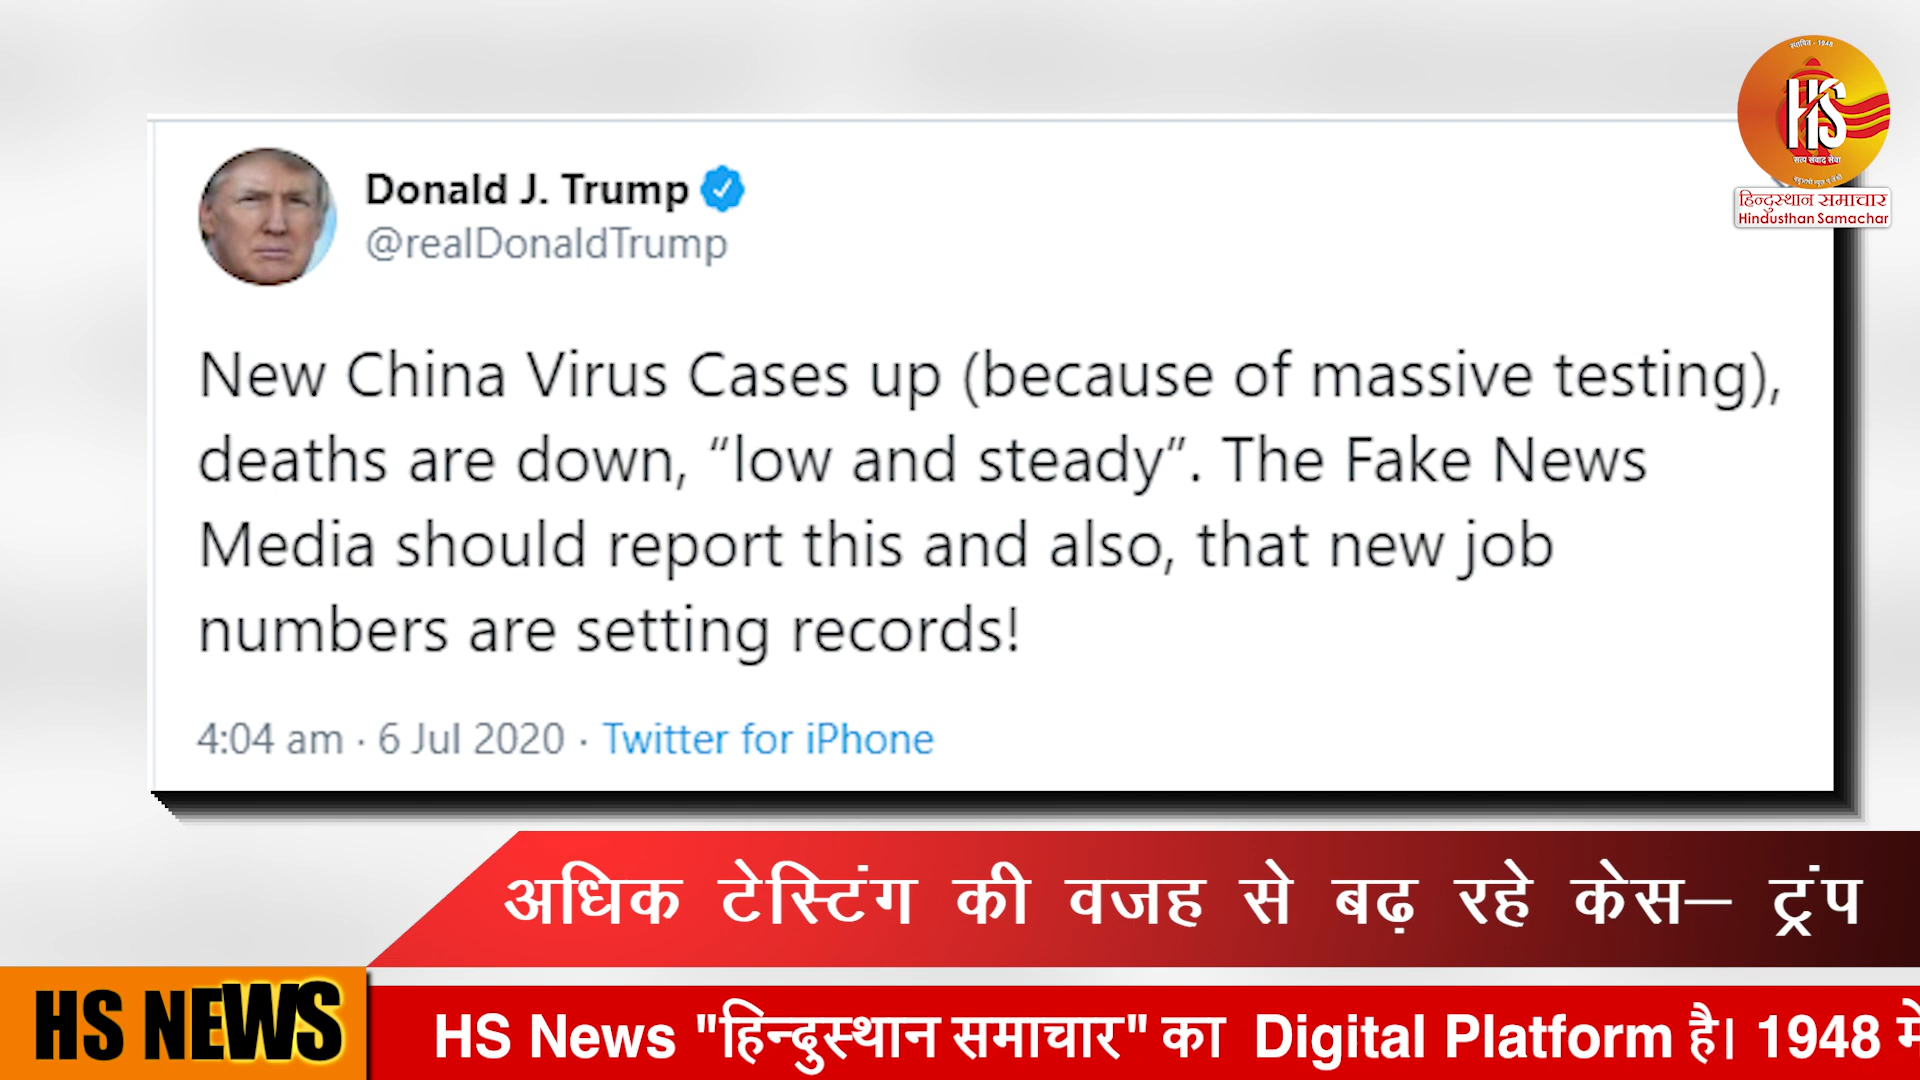 स्थापित - 1948
HS
सत्य संवाद सेवा
हिन्दुस्थान समाचार
Hindusthan Samachar
Donald J. Trump
@realDonaldTrump
New China Virus Cases up (because of massive testing),
deaths are down, “low and steady”. The Fake News
Media should report this and also, that new job
numbers are setting records!
4:04 am · 6 Jul 2020 · Twitter for iPhone
अधिक टेस्टिंग की वजह से बढ़ रहे केस– ट्रंप
HS NEWS
HS News "हिन्दुस्थान समाचार" का Digital Platform है। 1948 में